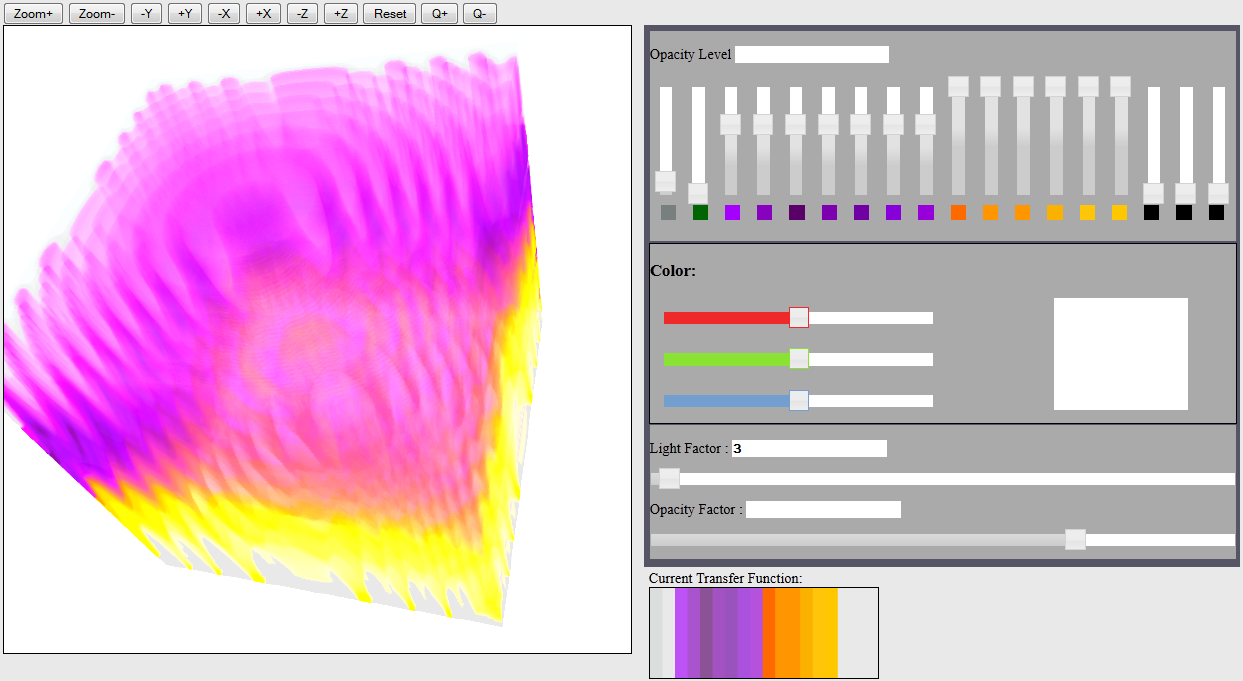 Zoom+ Zoom- -Y +Y -X +X -Z +Z Reset Q+ Q-
Opacity Level
Color:
Light Factor : 3
Opacity Factor :
Current Transfer Function: